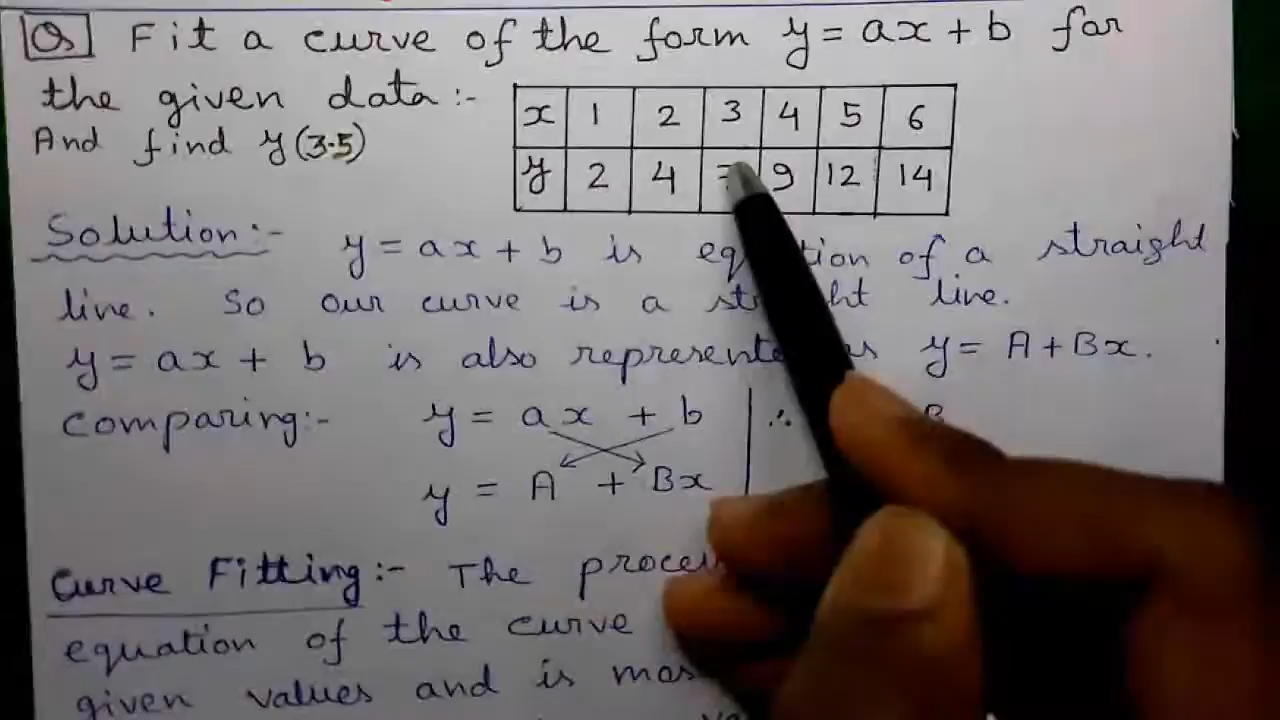 Q. Fit a curve of the form y = ax + b for
the given data:-
And find y(3.5)
x 1 2 3 4 5 6
y 2 4 9 12 14
Solution:- y = ax + b is of a straight
line. So our curve is a line.
y = ax + b is also y = A + Bx.
Comparing:- y = ax + b ∴
y = A + Bx
Curve Fitting:- The
equation of the curve
given values and is